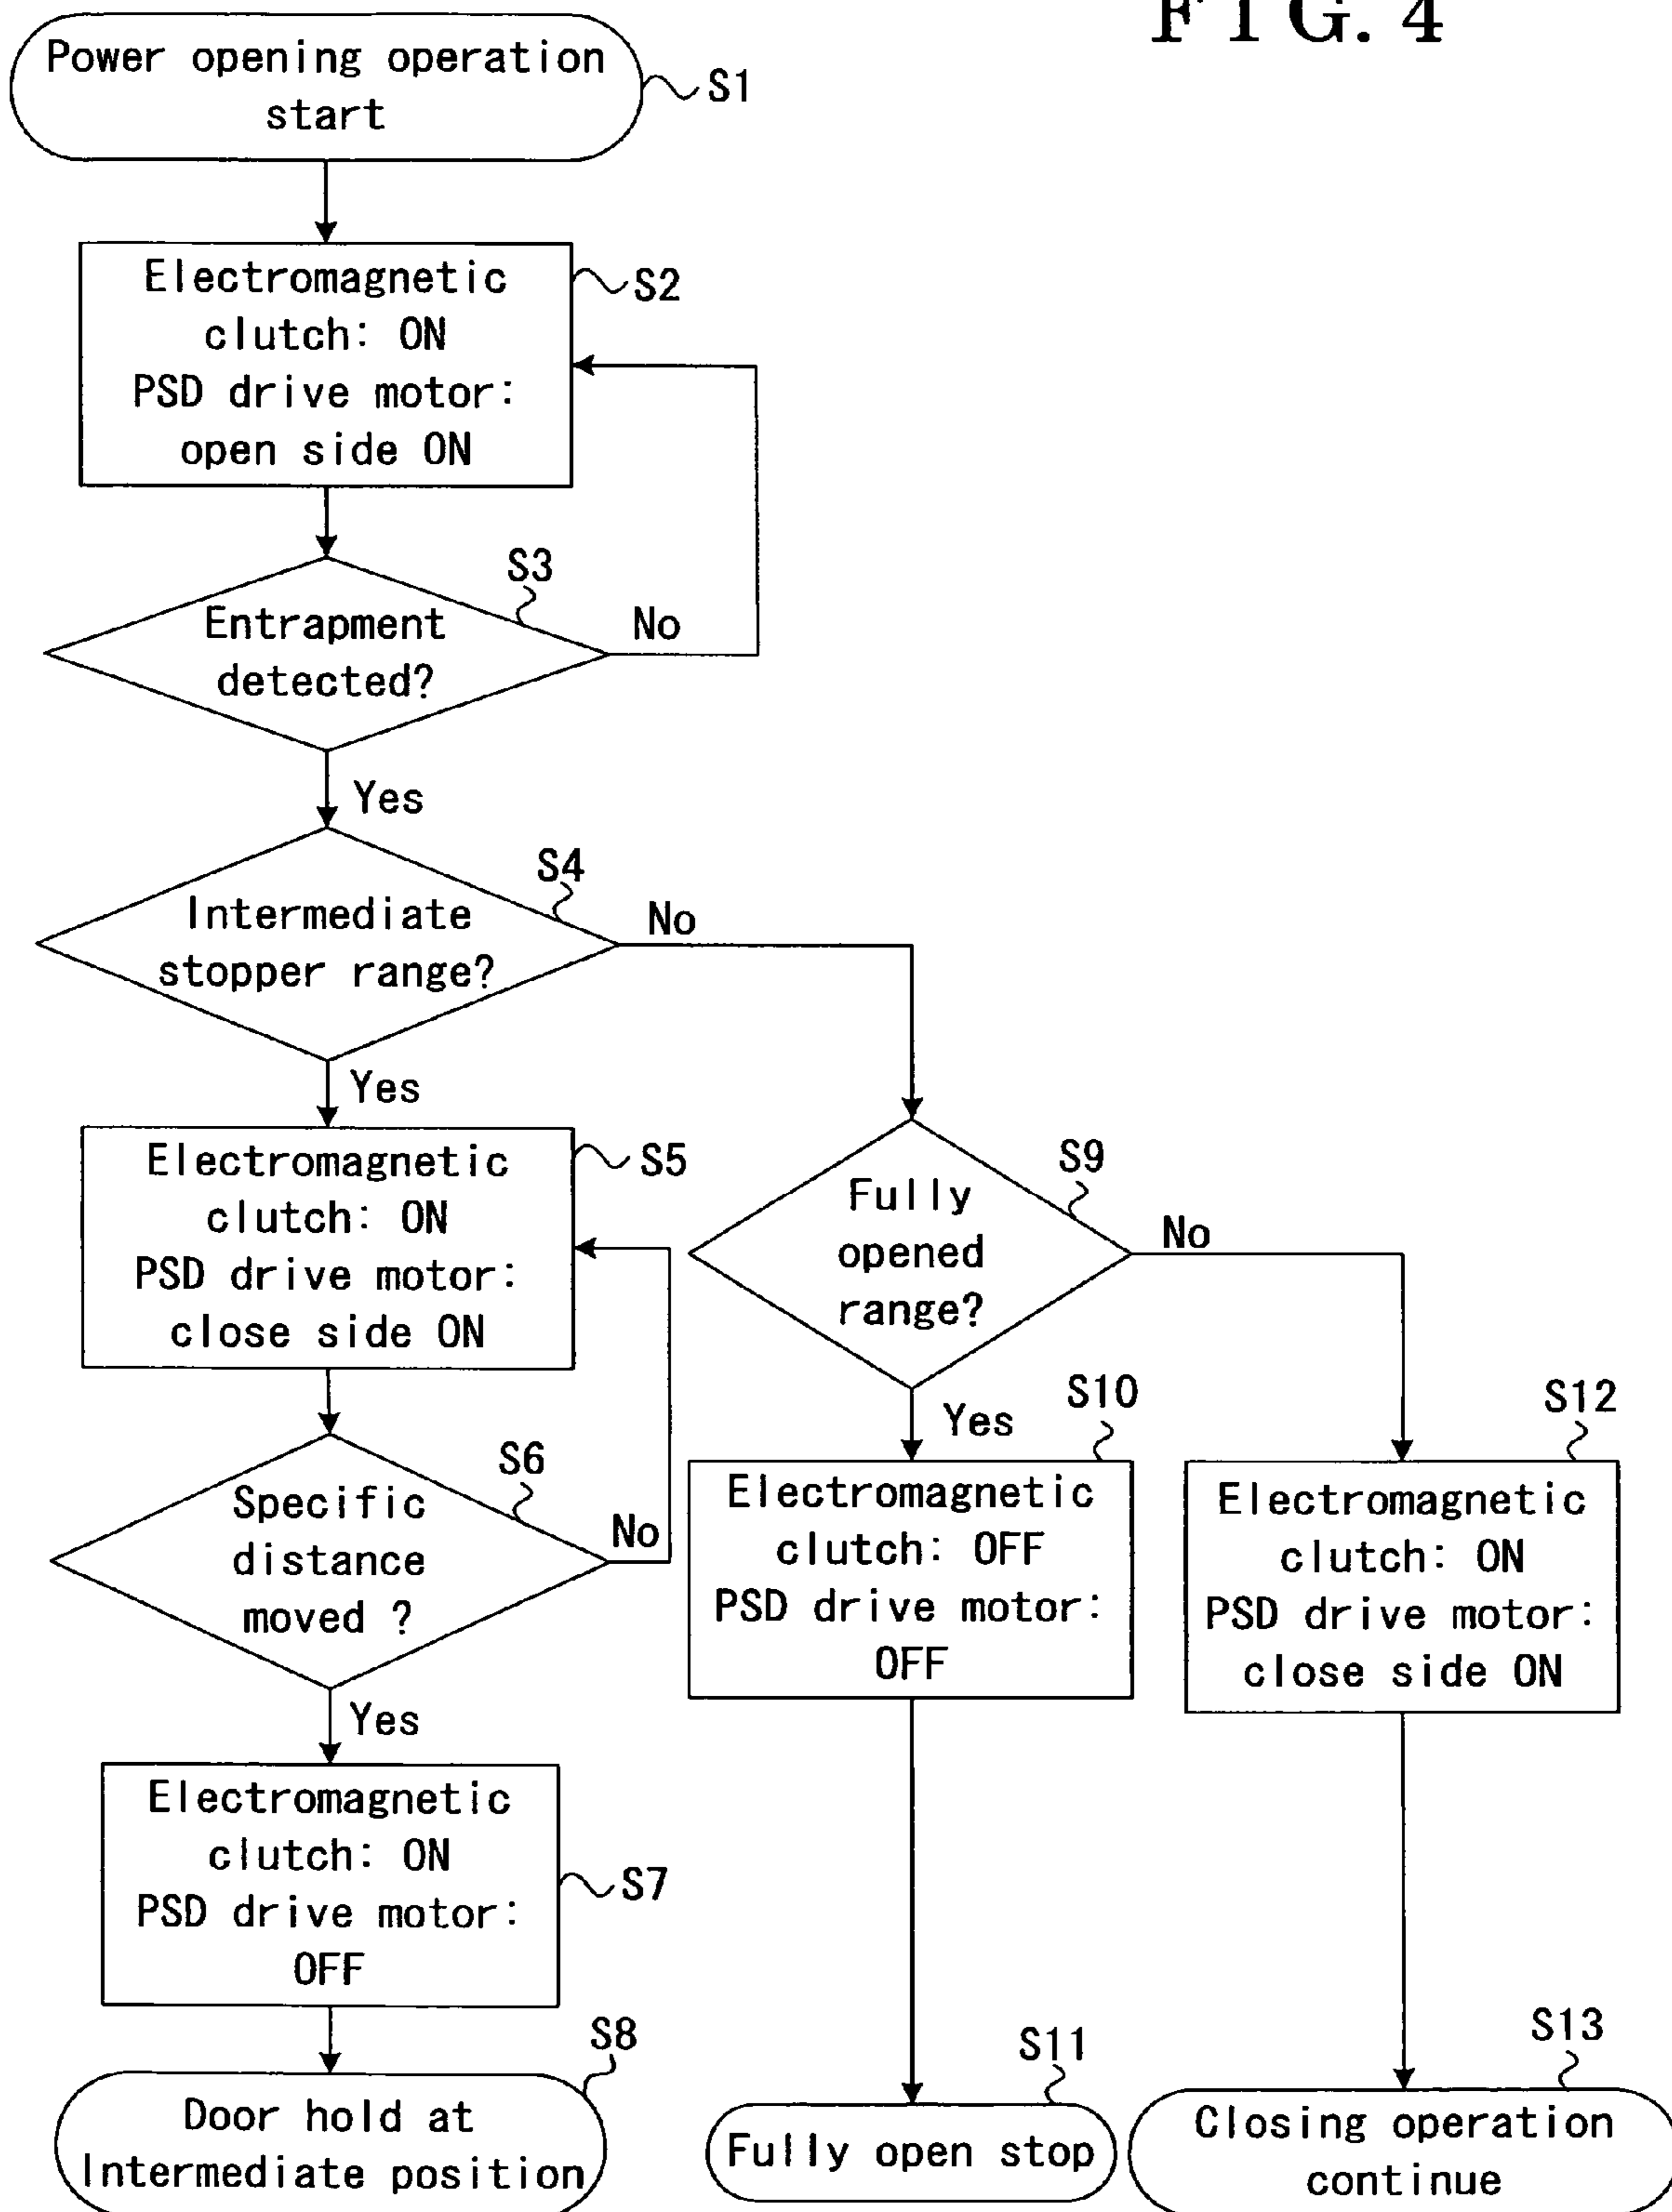 FIG. 4
Power opening operation
start
S1
Electromagnetic
clutch: ON
PSD drive motor:
open side ON
S2
S3
Entrapment
detected?
No
Yes
S4
Intermediate
stopper range?
No
Yes
Electromagnetic
clutch: ON
PSD drive motor:
close side ON
S5
S6
Specific
distance
moved ?
No
Yes
Electromagnetic
clutch: ON
PSD drive motor:
OFF
S7
S8
Door hold at
Intermediate position
S9
Fully
opened
range?
No
Yes
S10
Electromagnetic
clutch: OFF
PSD drive motor:
OFF
S11
Fully open stop
S12
Electromagnetic
clutch: ON
PSD drive motor:
close side ON
S13
Closing operation
continue